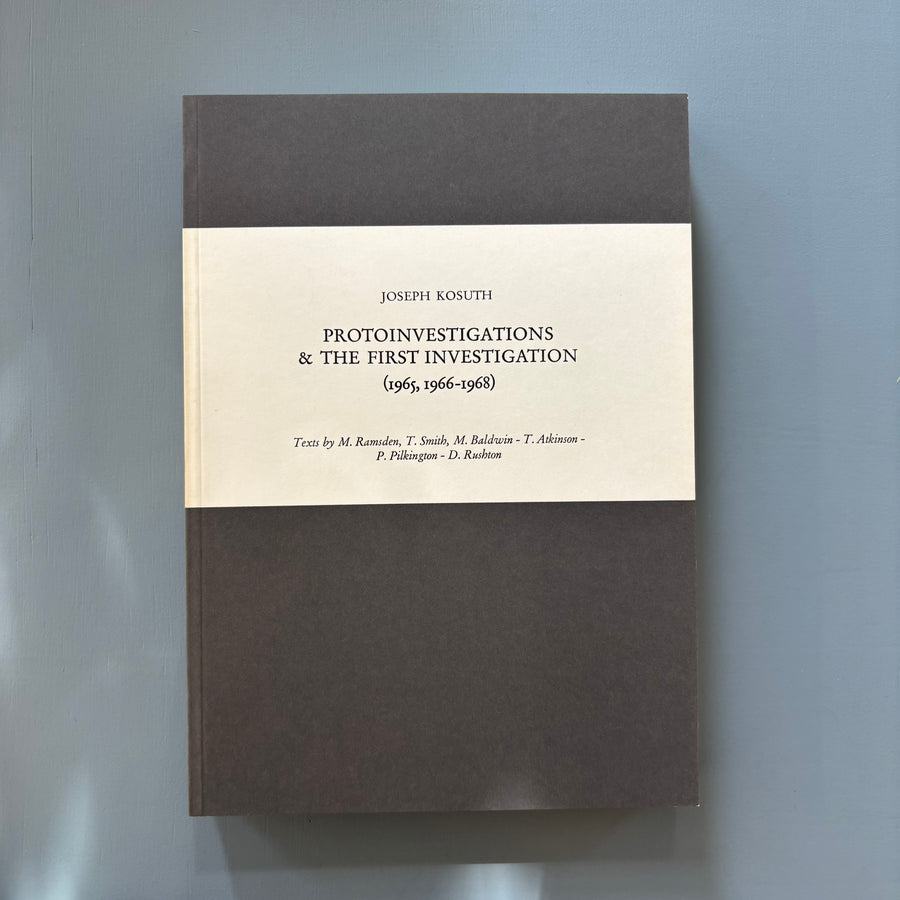 JOSEPH KOSUTH
PROTOINVESTIGATIONS
& THE FIRST INVESTIGATION
(1965, 1966-1968)
Texts by M. Ramsden, T. Smith, M. Baldwin - T. Atkinson -
P. Pilkington - D. Rushton